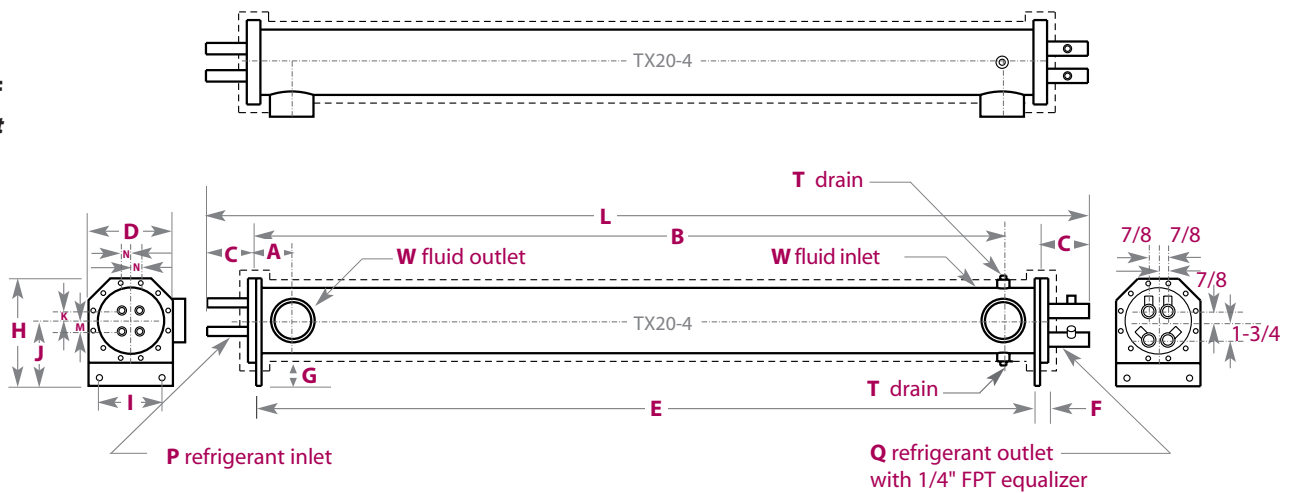 TX20-4
T drain
L
D
B
C
A
C
7/8 7/8
N
W fluid outlet
W fluid inlet
N
7/8
H
K
M
TX20-4
J
1-3/4
G
I
T drain
E
F
P refrigerant inlet
Q refrigerant outlet
with 1/4" FPT equalizer